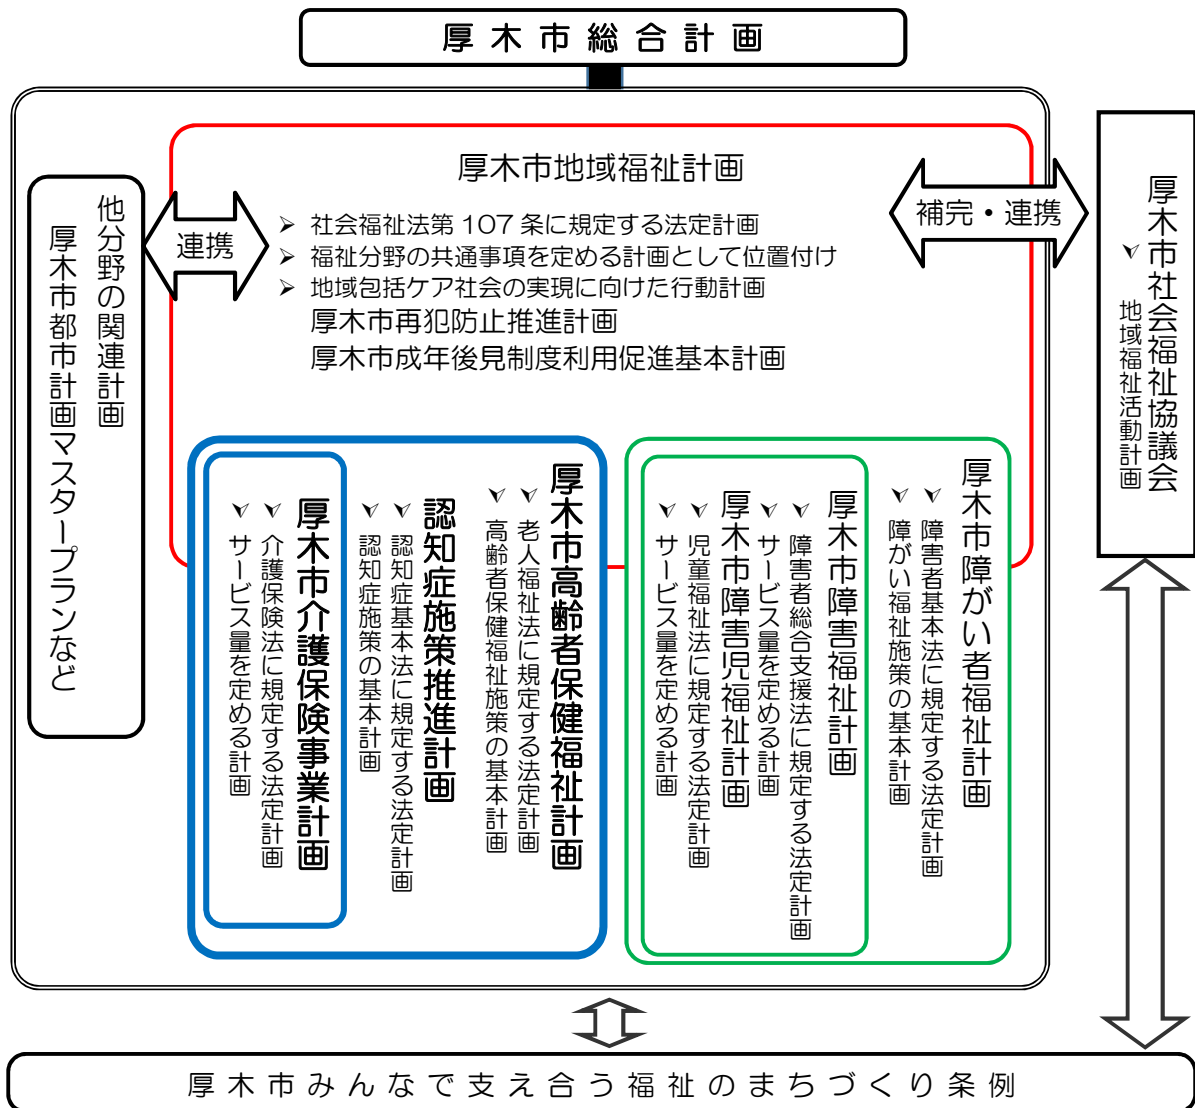 厚木市総合計画
厚木市地域福祉計画
連携
補完・連携
➢ 社会福祉法第107条に規定する法定計画
➢ 福祉分野の共通事項を定める計画として位置付け
➢ 地域包括ケア社会の実現に向けた行動計画
厚木市再犯防止推進計画
厚木市成年後見制度利用促進基本計画
他分野の関連計画
厚木市都市計画マスタープランなど
厚木市社会福祉協議会
➢ 地域福祉活動計画
厚木市障がい者福祉計画
➢ 障害者基本法に規定する法定計画
➢ 障がい福祉施策の基本計画
厚木市障害福祉計画
➢ 障害者総合支援法に規定する法定計画
➢ サービス量を定める計画
厚木市障害児福祉計画
➢ 児童福祉法に規定する法定計画
➢ サービス量を定める計画
厚木市高齢者保健福祉計画
➢ 老人福祉法に規定する法定計画
➢ 高齢者保健福祉施策の基本計画
認知症施策推進計画
➢ 認知症基本法に規定する法定計画
➢ 認知症施策の基本計画
厚木市介護保険事業計画
➢ 介護保険法に規定する法定計画
➢ サービス量を定める計画
厚木市みんなで支え合う福祉のまちづくり条例